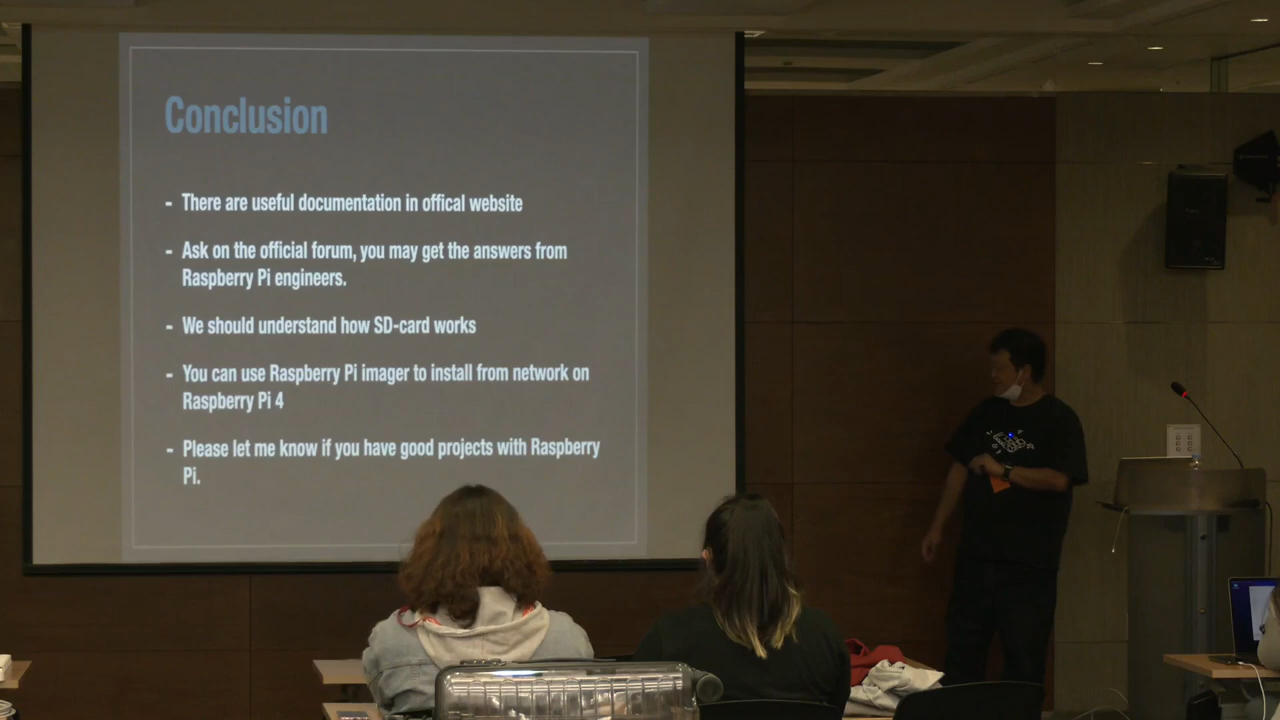 Conclusion
- There are useful documentation in offical website
- Ask on the official forum, you may get the answers from
Raspberry Pi engineers.
- We should understand how SD-card works
- You can use Raspberry Pi imager to install from network on
Raspberry Pi 4
- Please let me know if you have good projects with Raspberry
Pi.